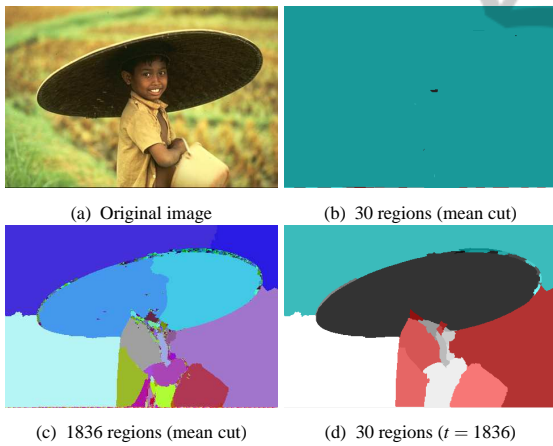 (a) Original image
(b) 30 regions (mean cut)
(c) 1836 regions (mean cut)
(d) 30 regions (t = 1836)